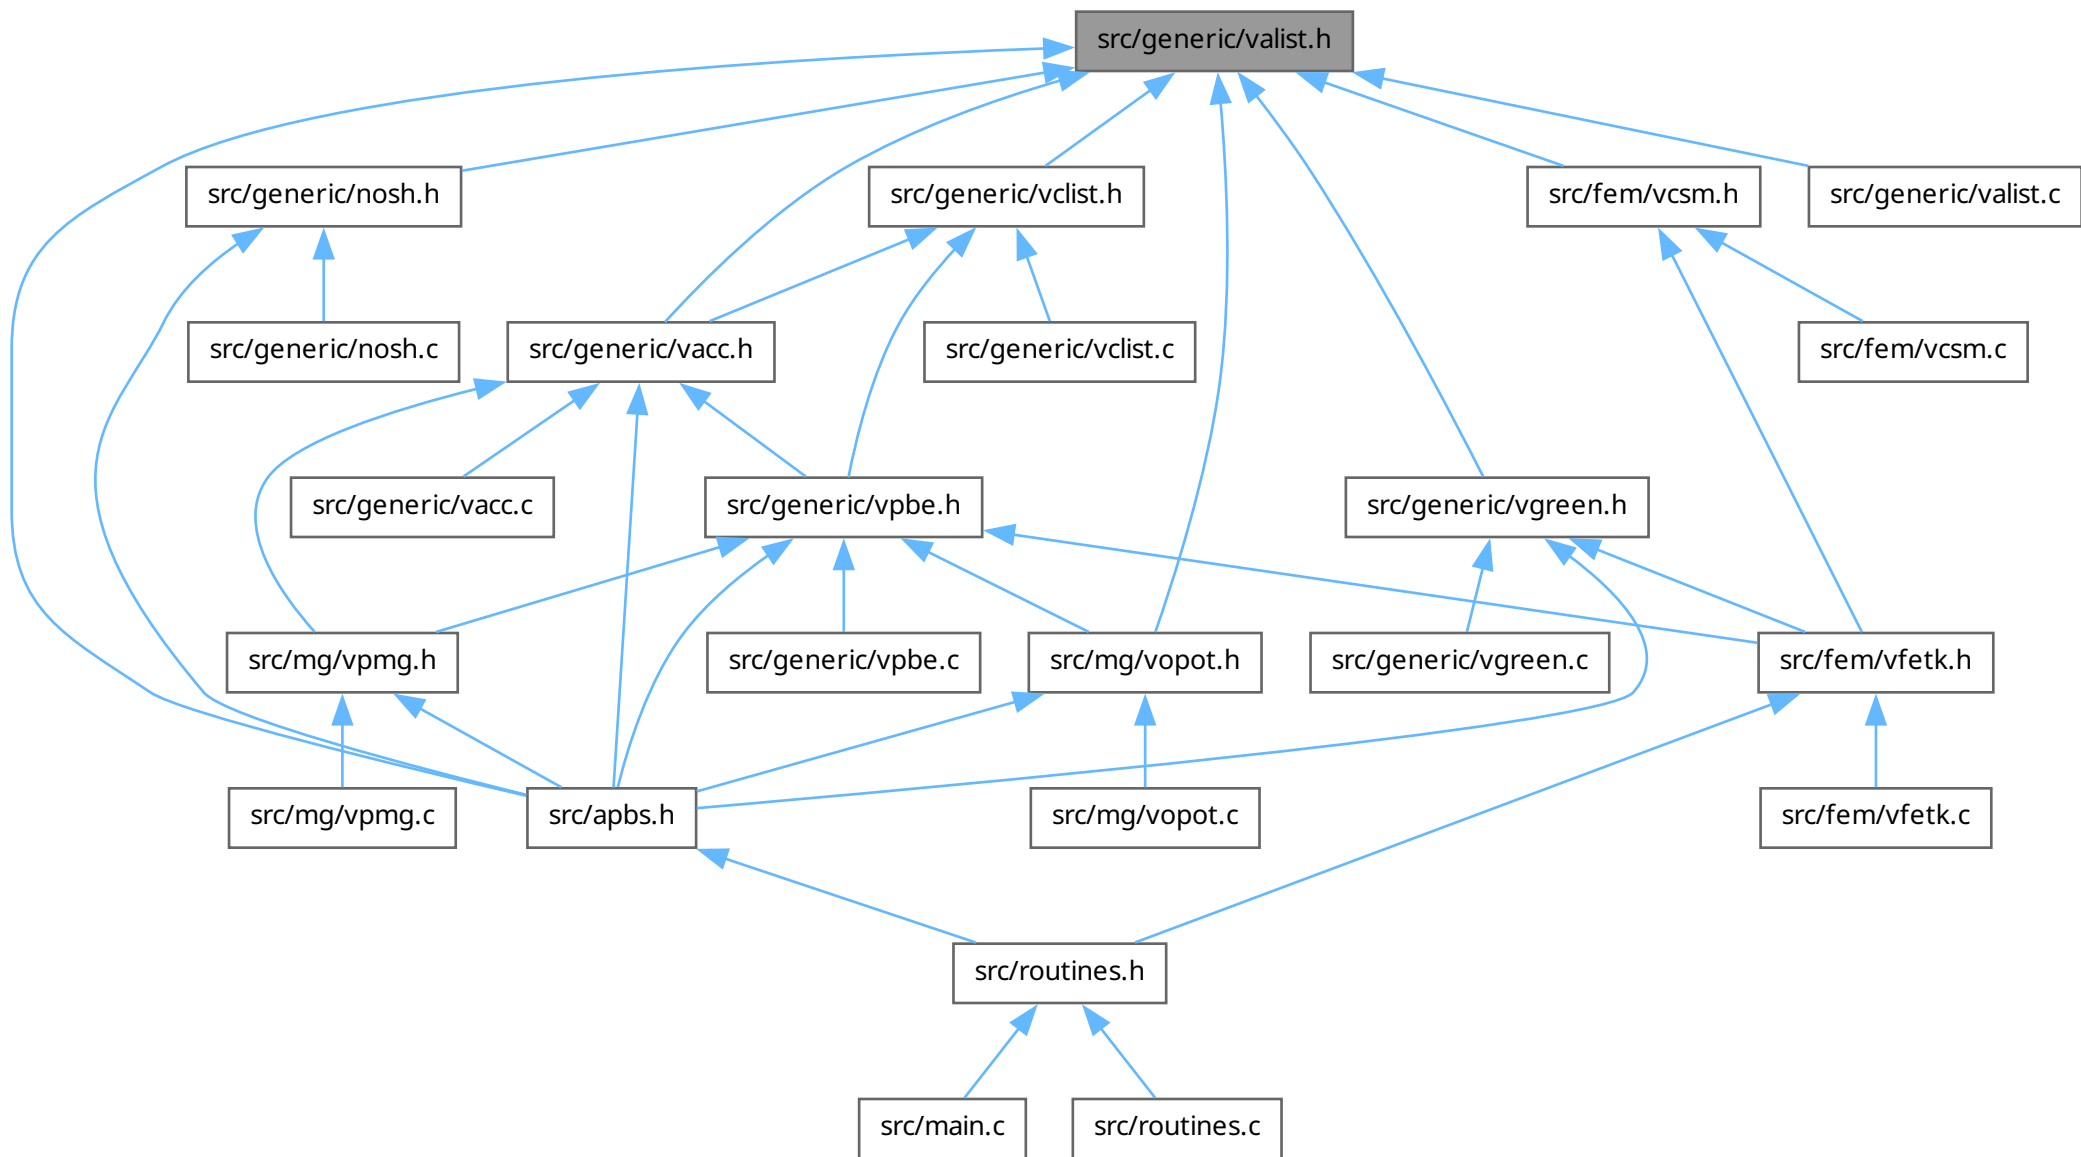 src/generic/valist.h
src/generic/nosh.h
src/generic/vclist.h
src/fem/vcsm.h
src/generic/valist.c
src/generic/nosh.c
src/generic/vacc.h
src/generic/vclist.c
src/fem/vcsm.c
src/generic/vacc.c
src/generic/vpbe.h
src/generic/vgreen.h
src/mg/vpmg.h
src/generic/vpbe.c
src/mg/vopot.h
src/generic/vgreen.c
src/fem/vfetk.h
src/mg/vpmg.c
src/apbs.h
src/mg/vopot.c
src/fem/vfetk.c
src/routines.h
src/main.c
src/routines.c